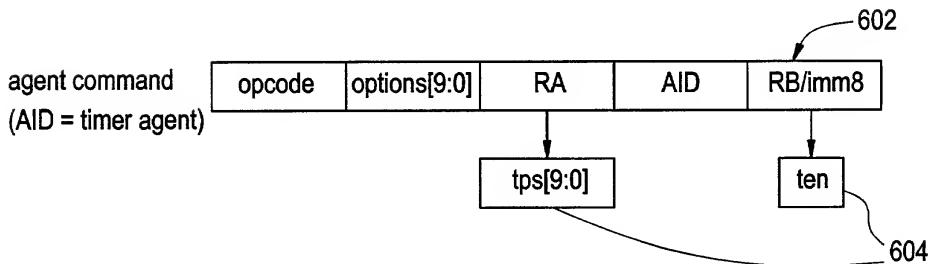 602
agent command
(AID = timer agent)
opcode options[9:0] RA AID RB/imm8
tps[9:0] ten
604